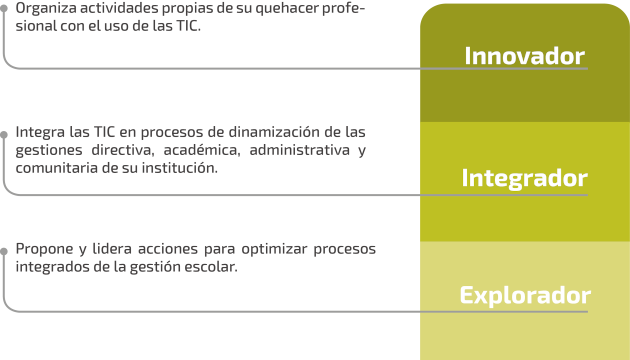 Organiza actividades propias de su quehacer profe-
sional con el uso de las TIC.
Innovador
Integra las TIC en procesos de dinamización de las
gestiones directiva, académica, administrativa y
comunitaria de su institución.
Integrador
Propone y lidera acciones para optimizar procesos
integrados de la gestión escolar.
Explorador